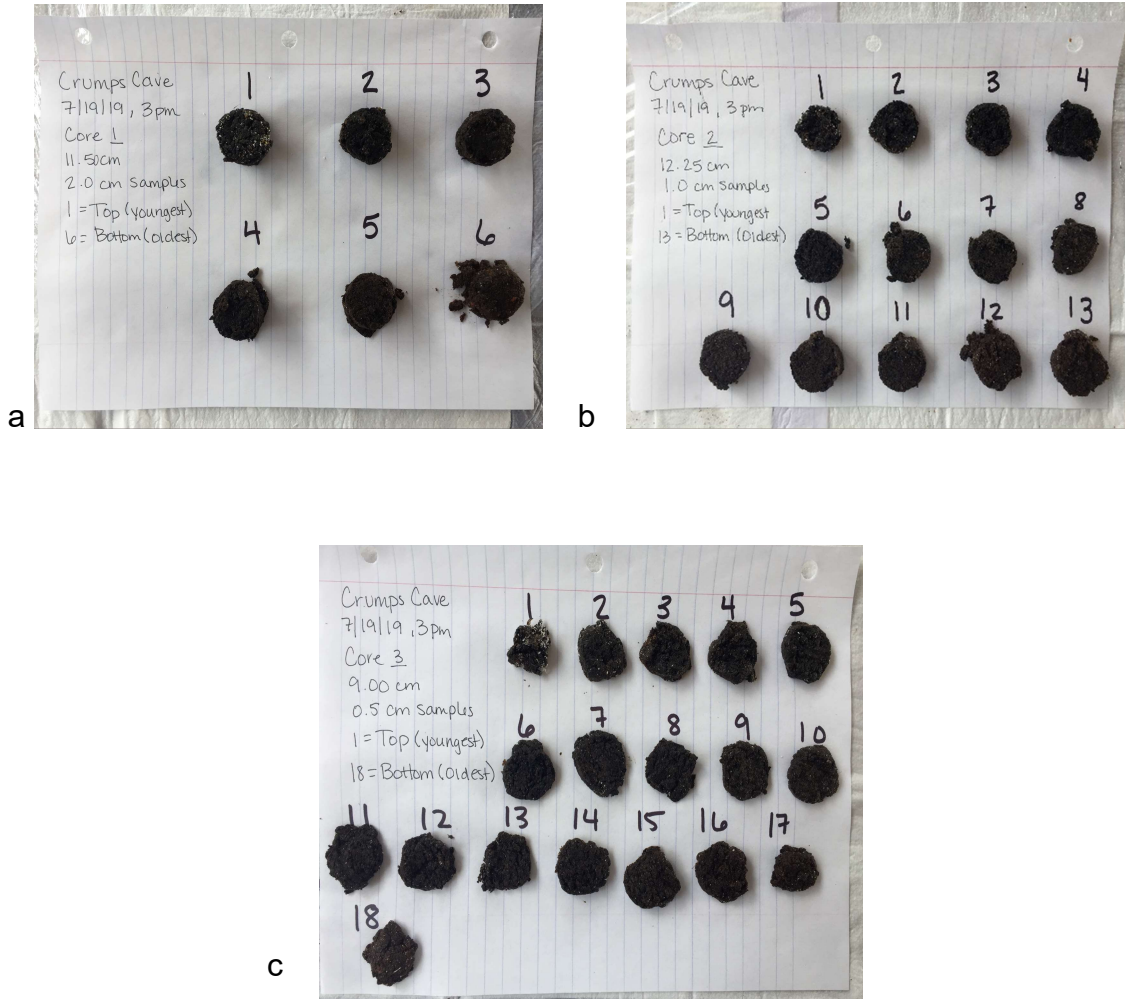 Crumps Cave
7/19/19, 3pm
Core 1
11.50cm
2.0 cm samples
1 = Top (youngest)
6 = Bottom (oldest)
1 2 3
4 5 6
a
Crumps Cave
7/19/19, 3pm
Core 2
12.25 cm
1.0 cm samples
1 = Top (youngest
13 = Bottom (Oldest)
1 2 3 4
5 6 7 8
9 10 11 12 13
b
Crumps Cave
7/19/19, 3pm
Core 3
9.00 cm
0.5 cm samples
1 = Top (youngest)
18 = Bottom (Oldest)
1 2 3 4 5
6 7 8 9 10
11 12 13 14 15 16 17
18
c